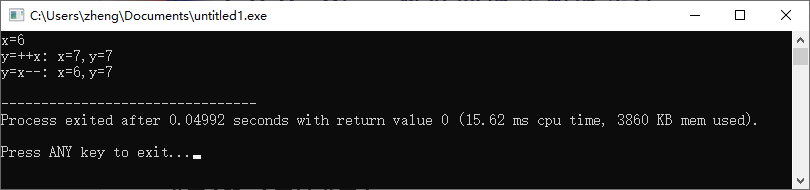 C:\Users\zheng\Documents\untitled1.exe
x=6
y=++x: x=7,y=7
y=x--: x=6,y=7
--------------------------------
Process exited after 0.04992 seconds with return value 0 (15.62 ms cpu time, 3860 KB mem used).
Press ANY key to exit...